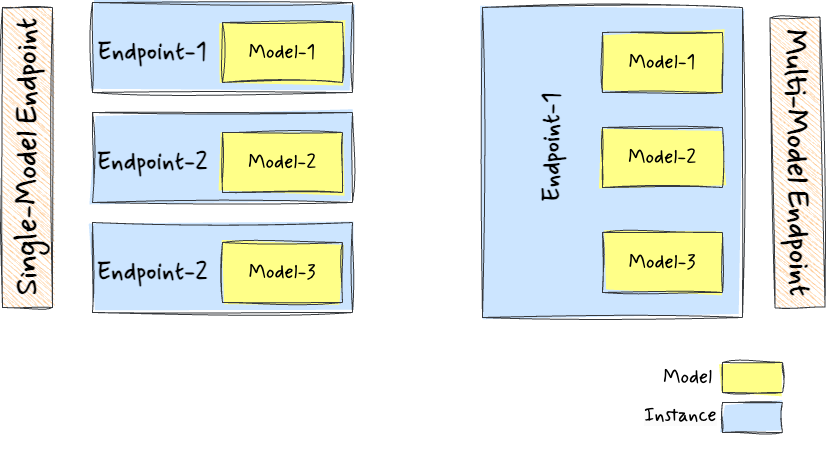 Single-Model Endpoint
Endpoint-1
Model-1
Endpoint-2
Model-2
Endpoint-2
Model-3
Endpoint-1
Model-1
Model-2
Model-3
Multi-Model Endpoint
Model
Instance